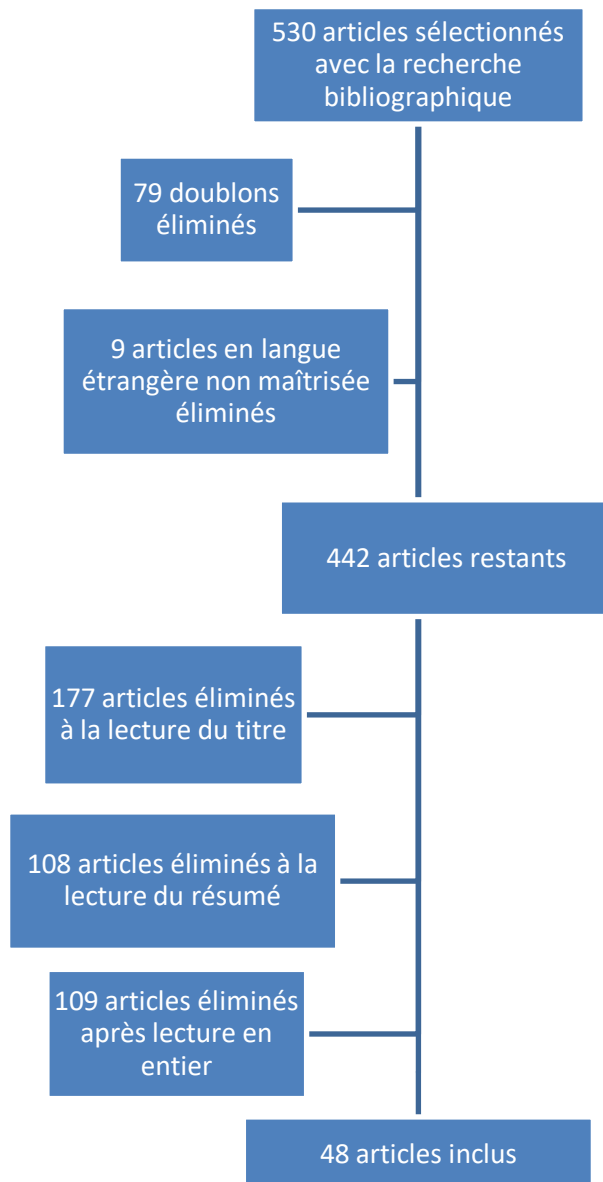 530 articles sélectionnés
avec la recherche
bibliographique
79 doublons
éliminés
9 articles en langue
étrangère non maîtrisée
éliminés
442 articles restants
177 articles éliminés
à la lecture du titre
108 articles éliminés à la
lecture du résumé
109 articles éliminés
après lecture en
entier
48 articles inclus